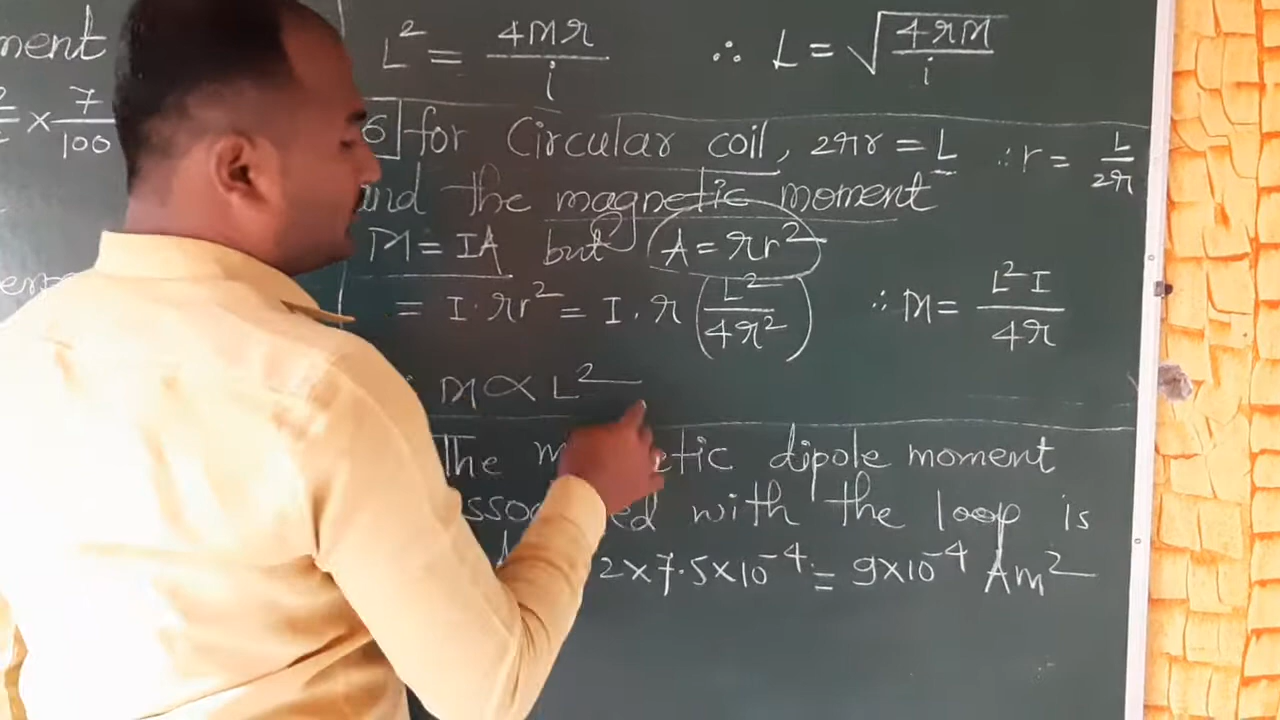 ment
L² = 4πr/i ∴ L = √(4πM/i)
× 7/100
6] for Circular coil, 2πr = L ∴ r = L/2π
and the magnetic moment
M = IA but A = πr²
= I·πr² = I·π (L²/4π²) ∴ M = L²I/4π
M ∝ L²
The etic dipole moment
ed with the loop is
2×7.5×10⁻⁴ = 9×10⁻⁴ Am²